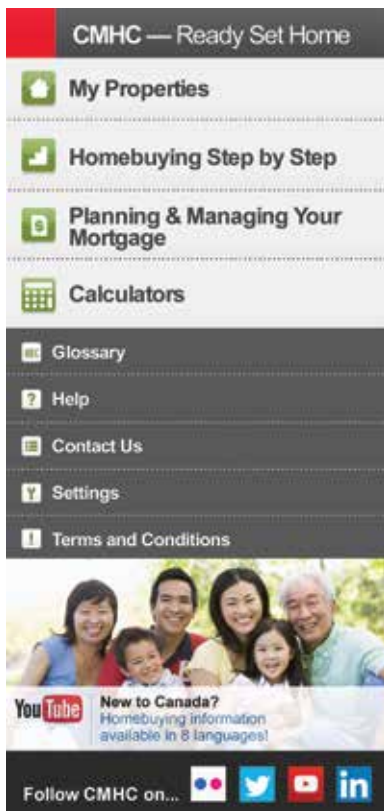 CMHC — Ready Set Home
My Properties
Homebuying Step by Step
Planning & Managing Your
Mortgage
Calculators
Glossary
Help
Contact Us
Settings
Terms and Conditions
YouTube
New to Canada?
Homebuying information
available in 8 languages!
Follow CMHC on...
in